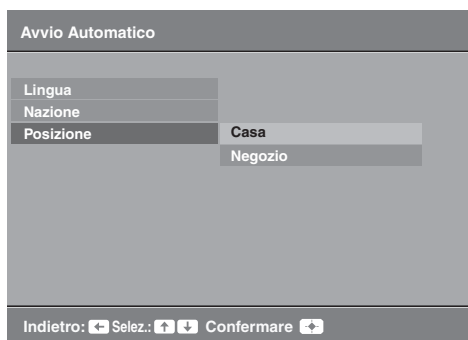 Avvio Automatico
Lingua
Nazione
Posizione Casa
Negozio
Indietro: Selez.: Confermare